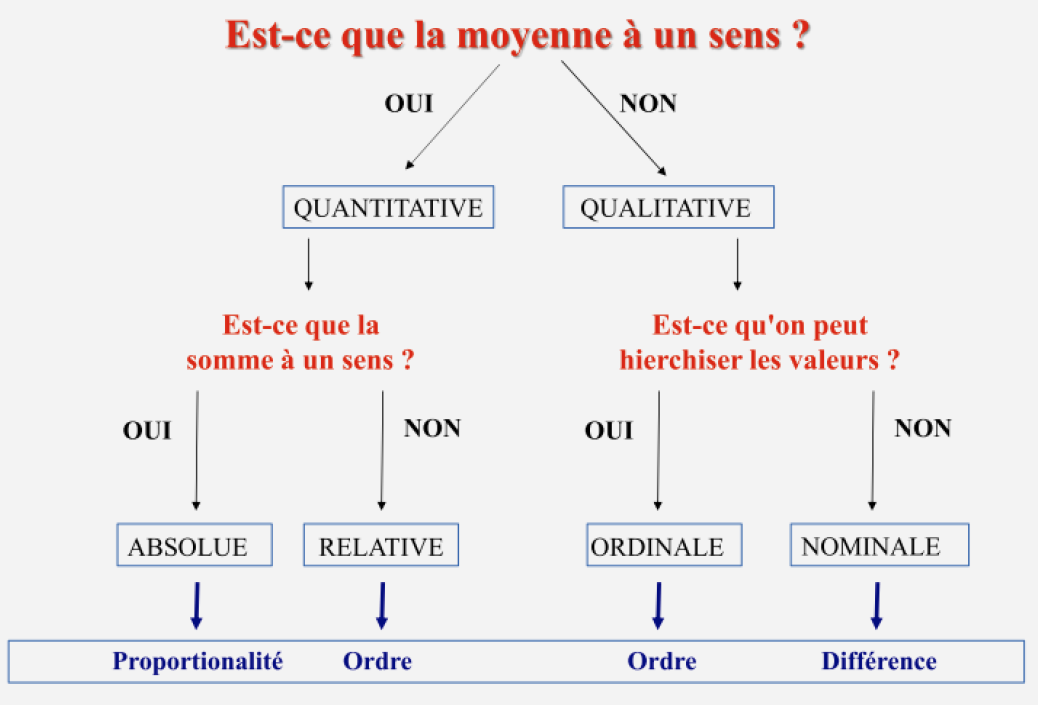 Est-ce que la moyenne à un sens ?
OUI
NON
QUANTITATIVE
QUALITATIVE
Est-ce que la
somme à un sens ?
Est-ce qu'on peut
hierchiser les valeurs ?
OUI
NON
OUI
NON
ABSOLUE
RELATIVE
ORDINALE
NOMINALE
Proportionalité
Ordre
Ordre
Différence